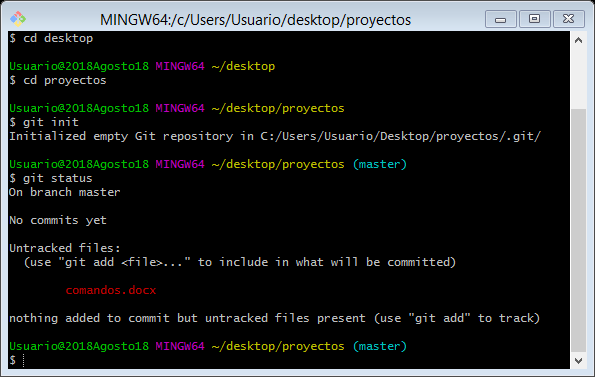 MINGW64:/c/Users/Usuario/desktop/proyectos
$ cd desktop
Usuario@2018Agosto18 MINGW64 ~/desktop
$ cd proyectos
Usuario@2018Agosto18 MINGW64 ~/desktop/proyectos
$ git init
Initialized empty Git repository in C:/Users/Usuario/Desktop/proyectos/.git/
Usuario@2018Agosto18 MINGW64 ~/desktop/proyectos (master)
$ git status
On branch master
No commits yet
Untracked files:
(use "git add <file>..." to include in what will be committed)
comandos.docx
nothing added to commit but untracked files present (use "git add" to track)
Usuario@2018Agosto18 MINGW64 ~/desktop/proyectos (master)
$